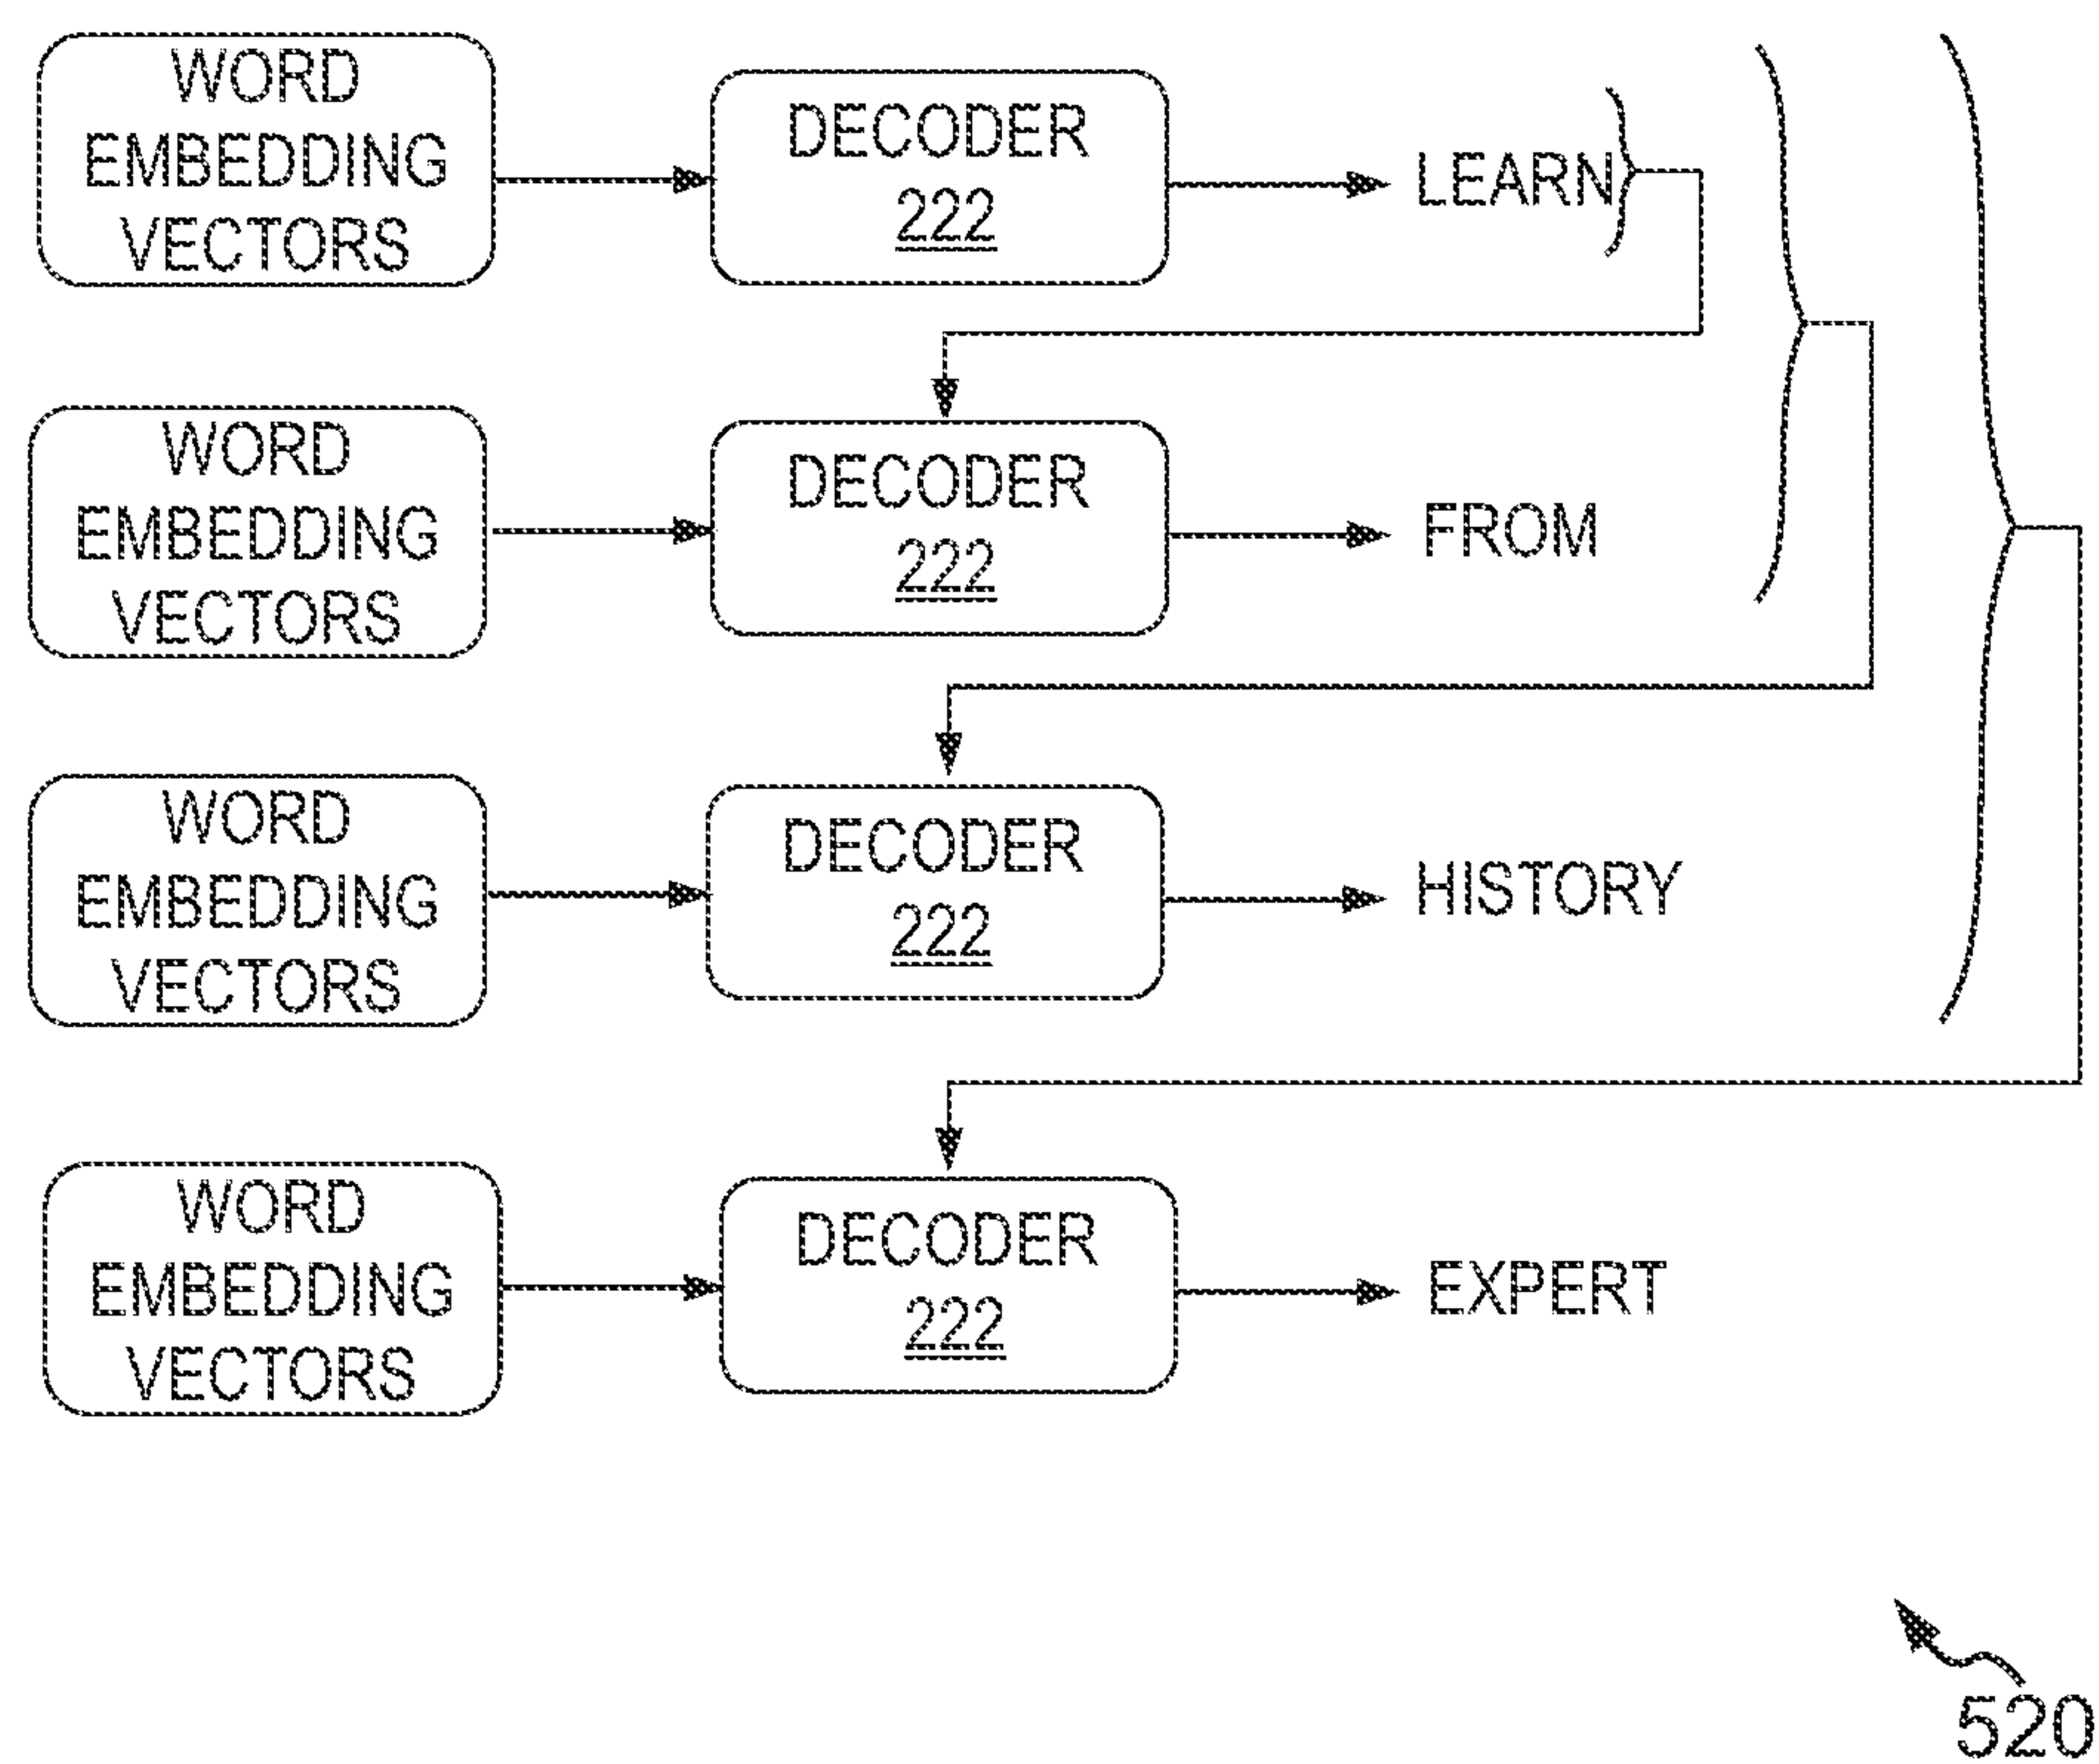 WORD
EMBEDDING
VECTORS
DECODER
222
LEARN
WORD
EMBEDDING
VECTORS
DECODER
222
FROM
WORD
EMBEDDING
VECTORS
DECODER
222
HISTORY
WORD
EMBEDDING
VECTORS
DECODER
222
EXPERT
520